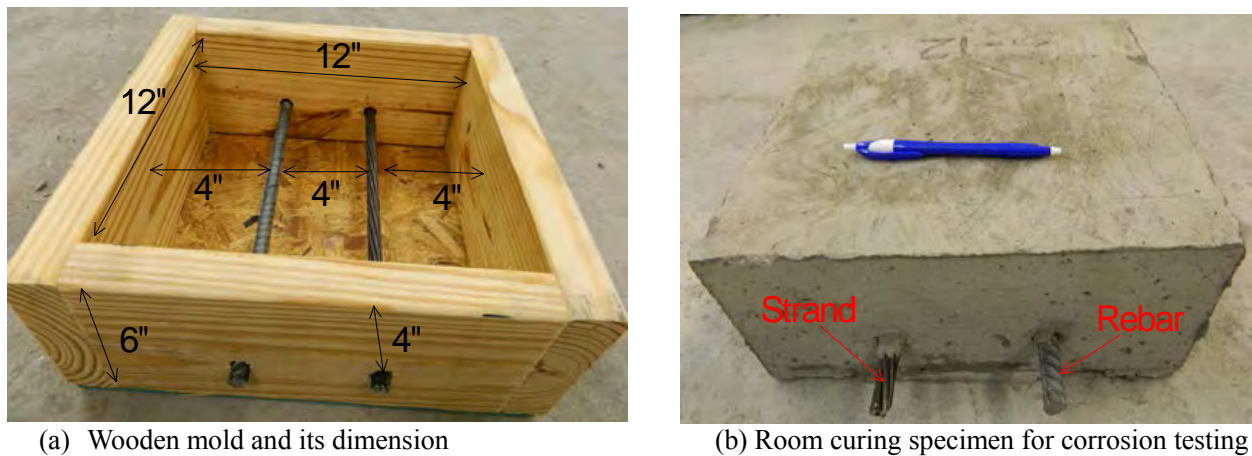 12"
12"
4"
4"
4"
6"
4"
Strand
Rebar
(a) Wooden mold and its dimension
(b) Room curing specimen for corrosion testing